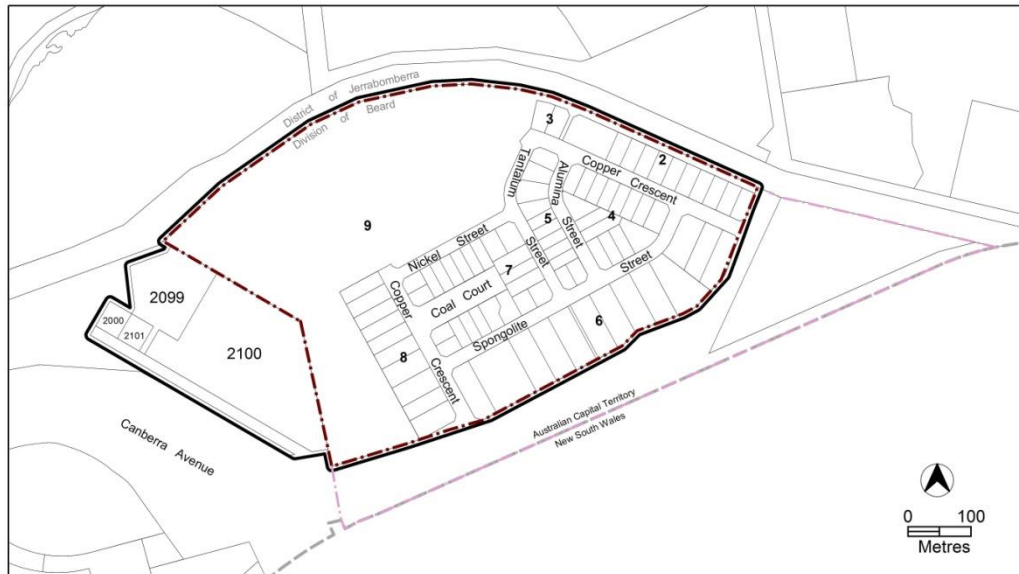 District of Jerrabomberra
Division of Beard
3
2
Copper Crescent
Tantalum
Alumina
Street
4
5
Street
9
Nickel Street
7
Street
Copper
Coal Court
2099
2000
2101
2100
6
Spongolite
8
Crescent
Australian Capital Territory
New South Wales
Canberra Avenue
0 100
Metres